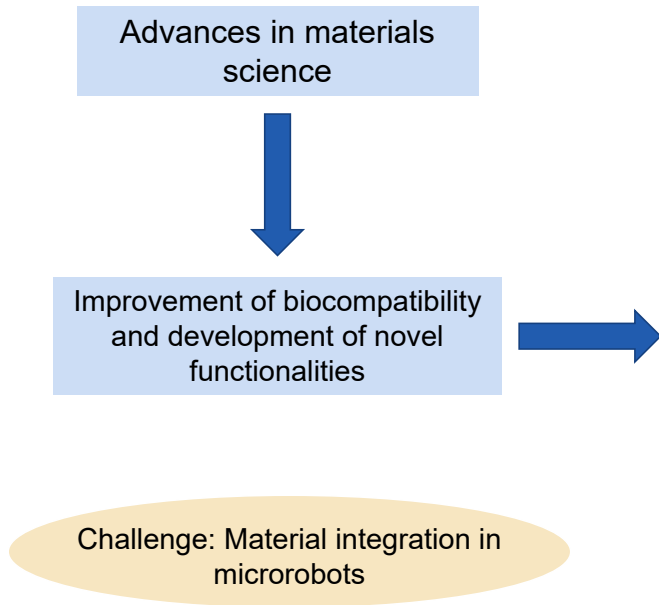 Advances in materials
science
Improvement of biocompatibility
and development of novel
functionalities
Challenge: Material integration in
microrobots